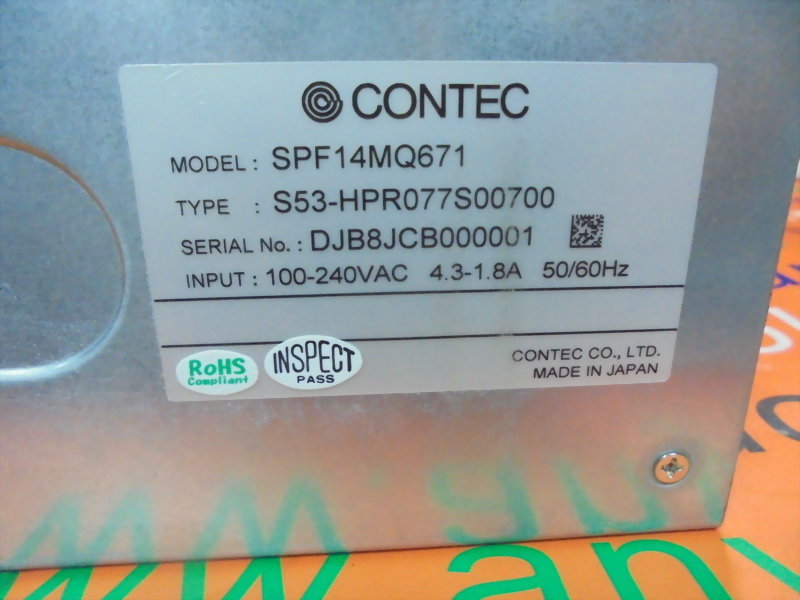 CONTEC
MODEL : SPF14MQ671
TYPE : S53-HPR077S00700
SERIAL No. : DJB8JCB000001
INPUT : 100-240VAC 4.3-1.8A 50/60Hz
RoHS
Compliant
INSPECT
PASS
CONTEC CO., LTD.
MADE IN JAPAN